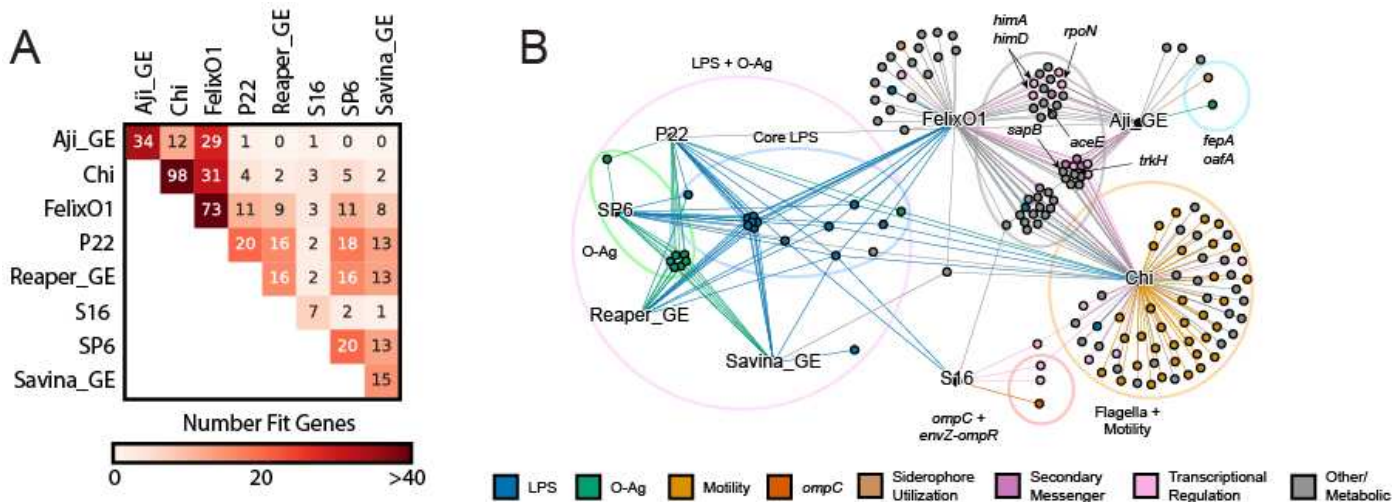 A
Aji_GE
Chi
FelixO1
P22
Reaper_GE
S16
SP6
Savina_GE
Aji_GE 34 12 29 1 0 1 0 0
Chi 98 31 4 2 3 5 2
FelixO1 73 11 9 3 11 8
P22 20 16 2 18 13
Reaper_GE 16 2 16 13
S16 7 2 1
SP6 20 13
Savina_GE 15
Number Fit Genes
0 20 >40
B
LPS + O-Ag
himA
himD
rpoN
P22
Core LPS
FelixO1
sapB
aceE
Aji_GE
trkH
fepA
oafA
SP6
O-Ag
Chi
Reaper_GE
Savina_GE
S16
ompC +
envZ-ompR
Flagella +
Motility
LPS
O-Ag
Motility
ompC
Siderophore
Utilization
Secondary
Messenger
Transcriptional
Regulation
Other/
Metabolic